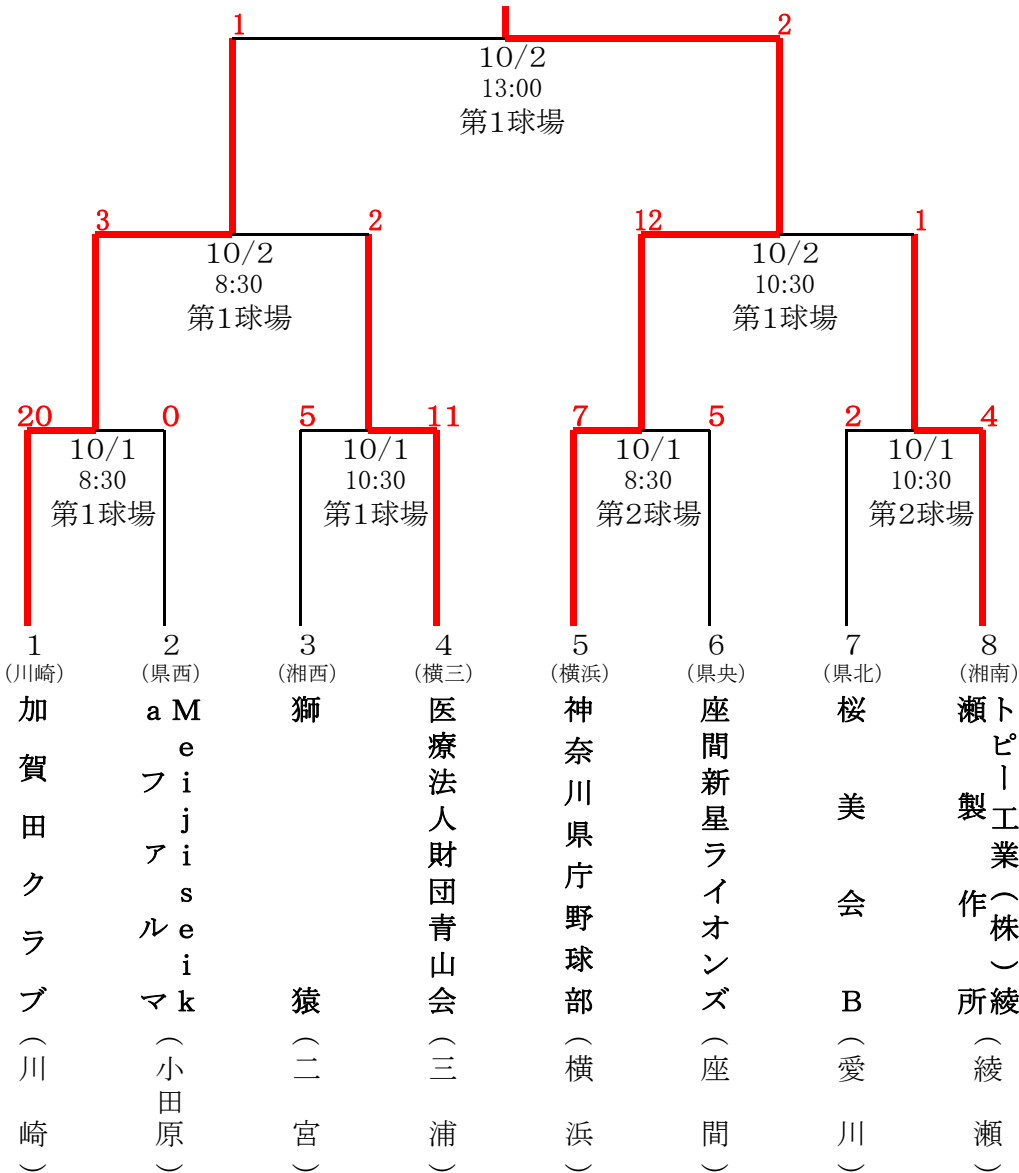 1 2
10/2
13:00
第1球場
3 2 12 1
10/2 10/2
8:30 10:30
第1球場 第1球場
20 0 5 11 7 5 2 4
10/1 10/1 10/1 10/1
8:30 10:30 8:30 10:30
第1球場 第1球場 第2球場 第2球場
1 2 3 4 5 6 7 8
(川崎) (県西) (湘西) (横三) (横浜) (県央) (県北) (湘南)
加賀田クラブ
Meiji seik
aファルマ
獅猿
医療法人財団青山会
神奈川県庁野球部
座間新星ライオンズ
桜美会B
トピー工業(株)綾
瀬製作所
(川崎)
(小田原)
(二宮)
(三浦)
(横浜)
(座間)
(愛川)
(綾瀬)